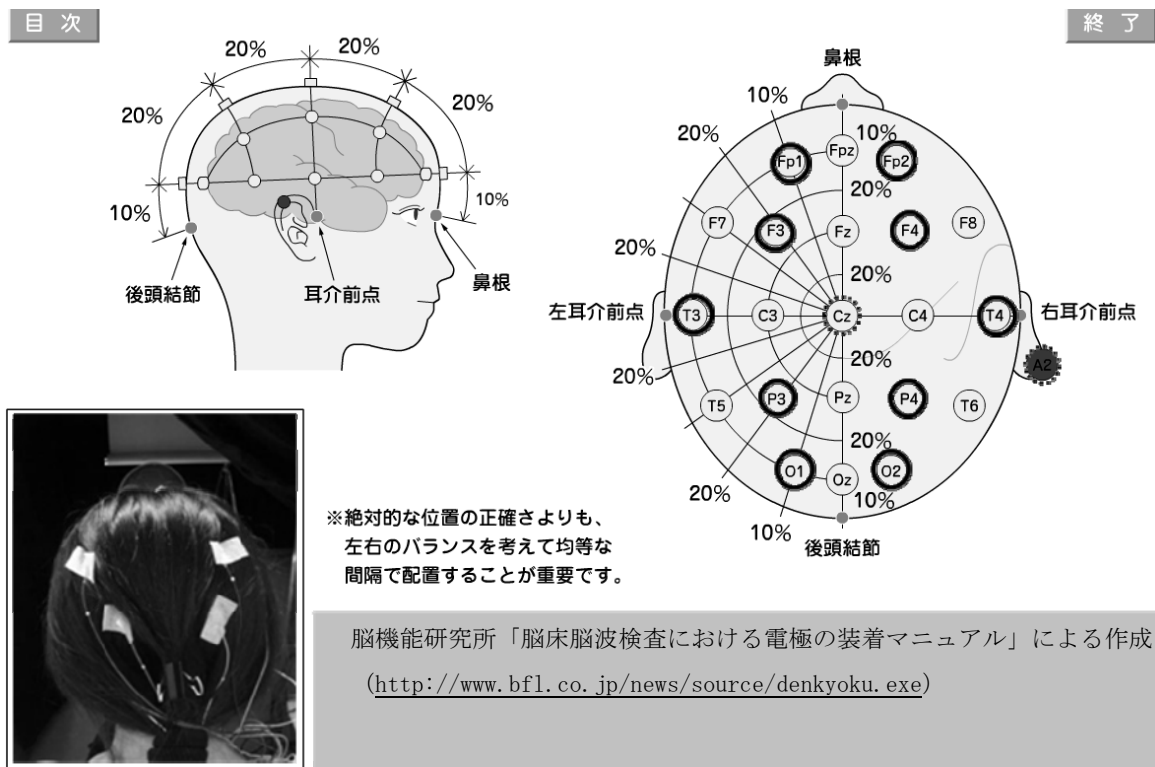 目 次
終 了
20%
20%
20%
20%
10%
10%
後頭結節
耳介前点
鼻根
鼻根
10%
20%
20%
20%
20%
10%
10%
20%
20%
20%
20%
10%
Fp1
Fpz
Fp2
F7
F3
Fz
F4
F8
左耳介前点
T3
C3
Cz
C4
T4
右耳介前点
A2
T5
P3
Pz
P4
T6
O1
Oz
O2
後頭結節
※絶対的な位置の正確さよりも、
左右のバランスを考えて均等な
間隔で配置することが重要です。
脳機能研究所「脳床脳波検査における電極の装着マニュアル」による作成
(http://www.bfl.co.jp/news/source/denkyoku.exe)